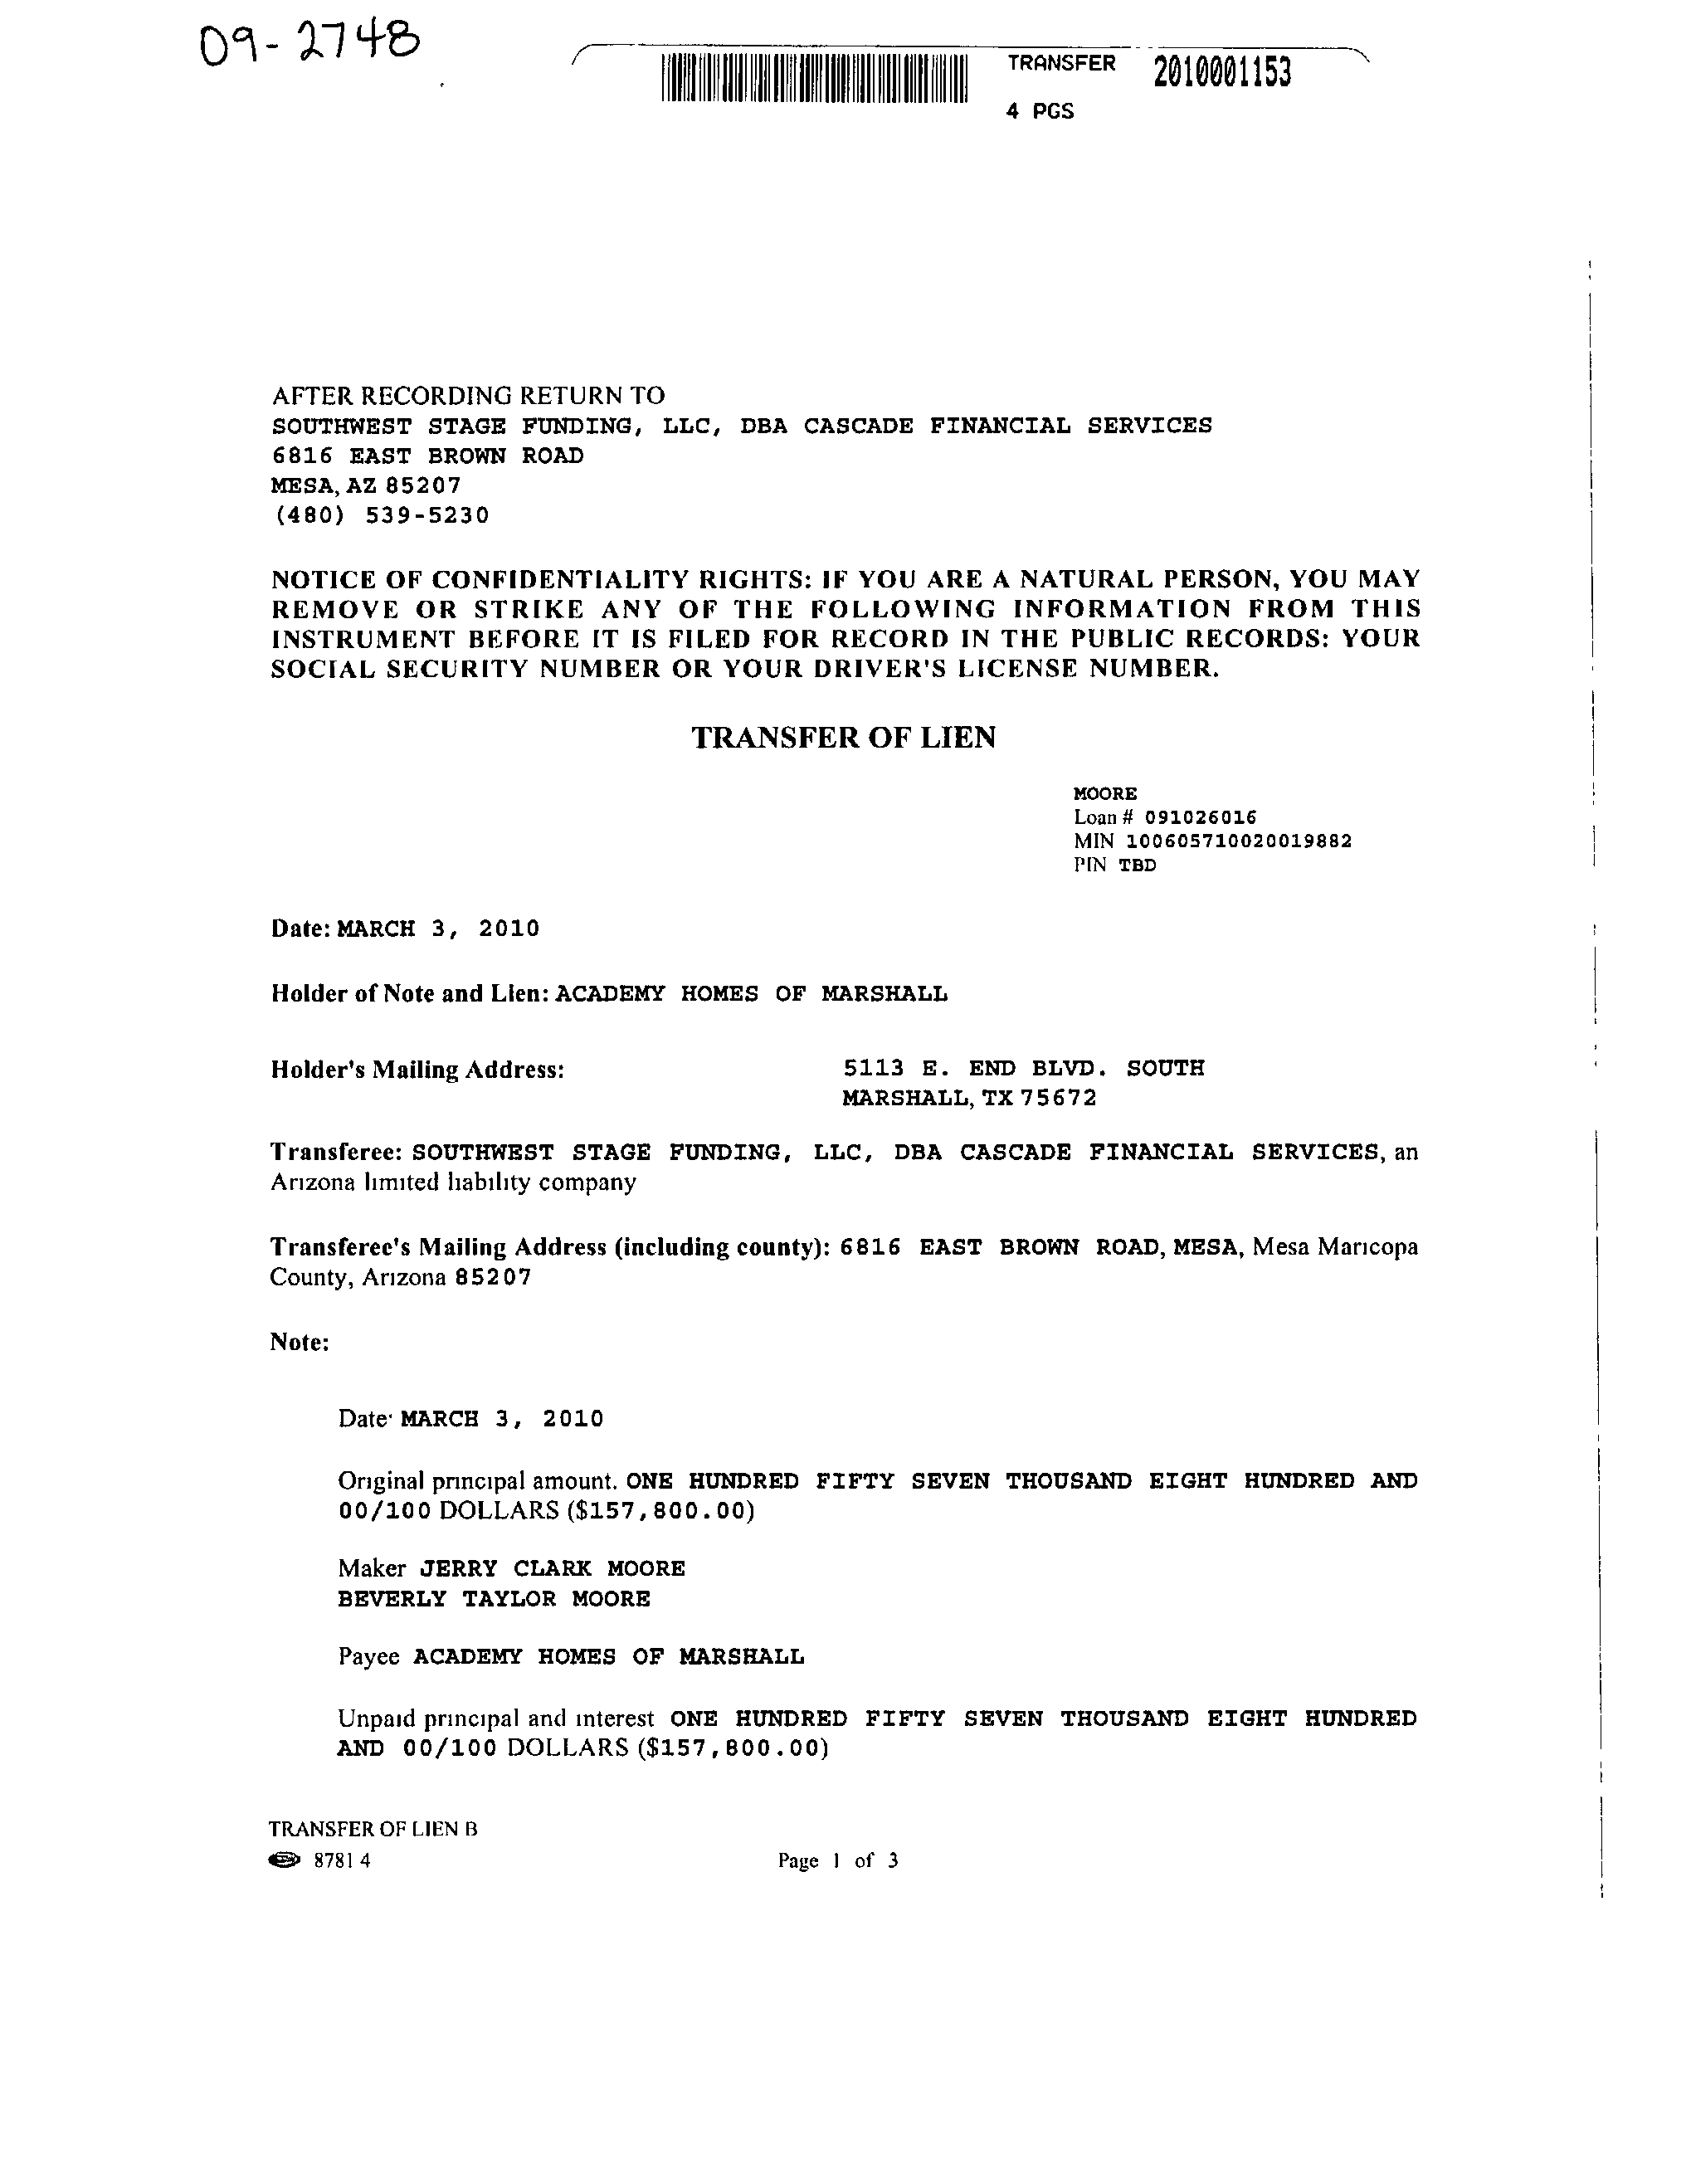 09-2748
TRANSFER 2010001153
4 PGS
AFTER RECORDING RETURN TO
SOUTHWEST STAGE FUNDING, LLC, DBA CASCADE FINANCIAL SERVICES
6816 EAST BROWN ROAD
MESA, AZ 85207
(480) 539-5230
NOTICE OF CONFIDENTIALITY RIGHTS: IF YOU ARE A NATURAL PERSON, YOU MAY
REMOVE OR STRIKE ANY OF THE FOLLOWING INFORMATION FROM THIS
INSTRUMENT BEFORE IT IS FILED FOR RECORD IN THE PUBLIC RECORDS: YOUR
SOCIAL SECURITY NUMBER OR YOUR DRIVER'S LICENSE NUMBER.
TRANSFER OF LIEN
MOORE
Loan # 091026016
MIN 100605710020019882
PIN TBD
Date: MARCH 3, 2010
Holder of Note and Lien: ACADEMY HOMES OF MARSHALL
Holder's Mailing Address: 5113 E. END BLVD. SOUTH
MARSHALL, TX 75672
Transferee: SOUTHWEST STAGE FUNDING, LLC, DBA CASCADE FINANCIAL SERVICES, an
Arizona limited liability company
Transferee's Mailing Address (including county): 6816 EAST BROWN ROAD, MESA, Mesa Maricopa
County, Arizona 85207
Note:
Date: MARCH 3, 2010
Original principal amount. ONE HUNDRED FIFTY SEVEN THOUSAND EIGHT HUNDRED AND
00/100 DOLLARS ($157,800.00)
Maker JERRY CLARK MOORE
BEVERLY TAYLOR MOORE
Payee ACADEMY HOMES OF MARSHALL
Unpaid principal and interest ONE HUNDRED FIFTY SEVEN THOUSAND EIGHT HUNDRED
AND 00/100 DOLLARS ($157,800.00)
TRANSFER OF LIEN B
8781 4 Page 1 of 3